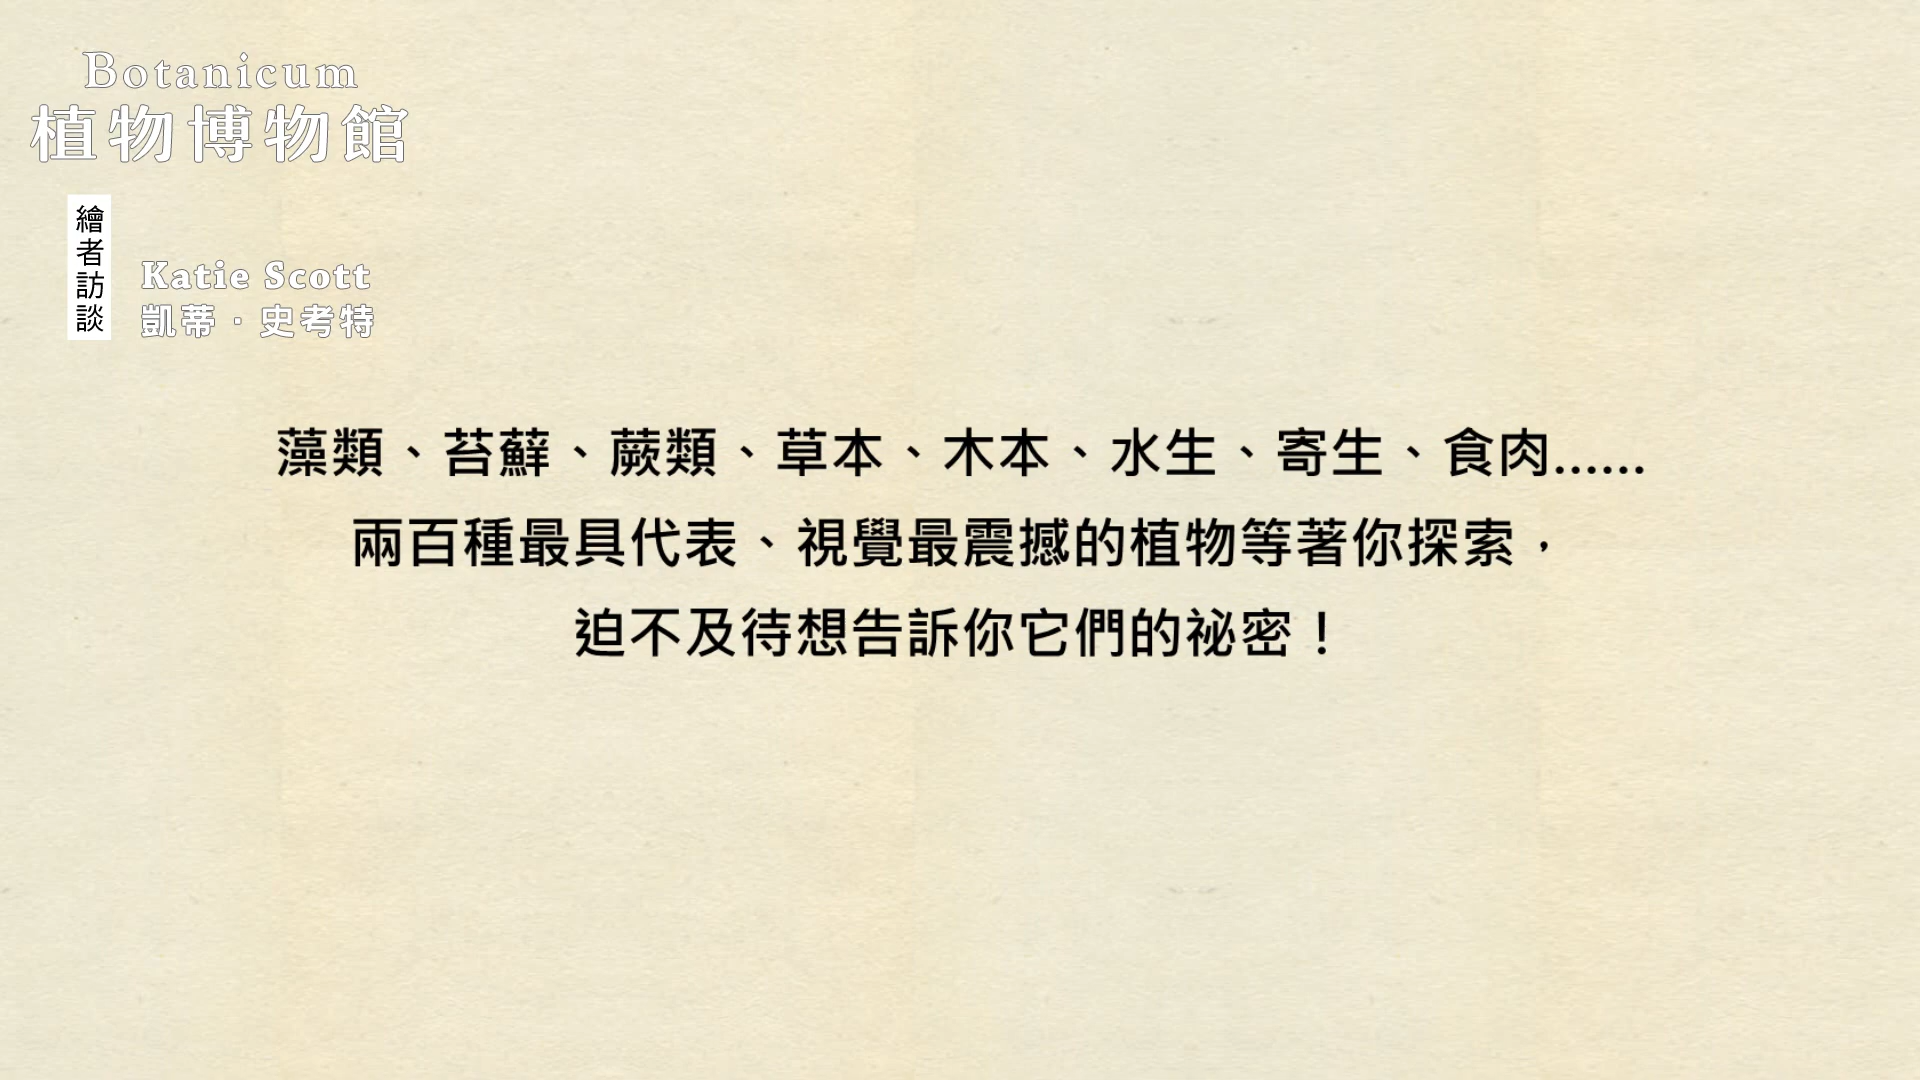 Botanicum
植物博物館
繪者訪談
Katie Scott
凱蒂・史考特
藻類、苔蘚、蕨類、草本、木本、水生、寄生、食肉......
兩百種最具代表、視覺最震撼的植物等著你探索，
迫不及待想告訴你它們的祕密！